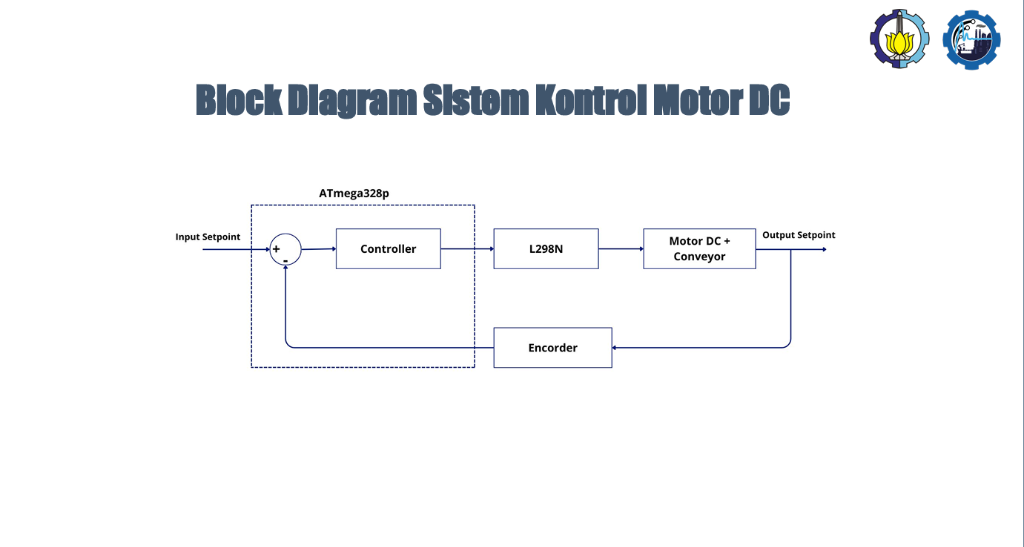 Block Diagram Sistem Kontrol Motor DC
ATmega328p
Input Setpoint
+
-
Controller
L298N
Motor DC +
Conveyor
Output Setpoint
Encorder